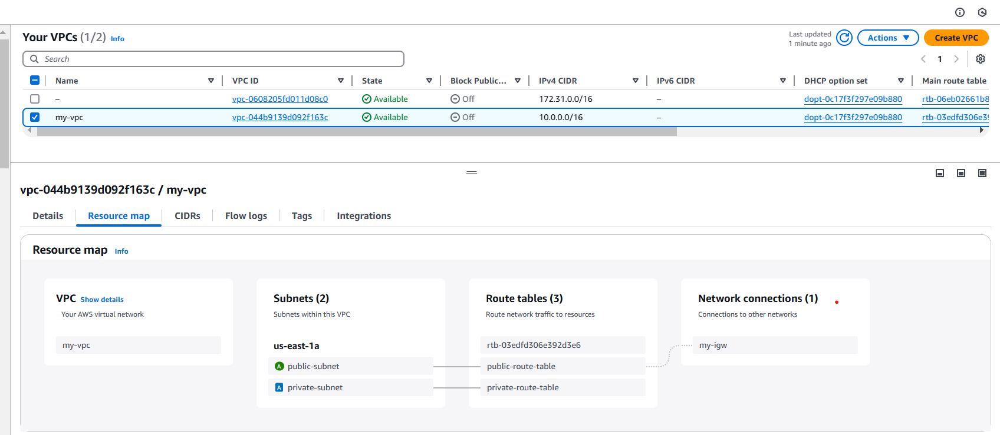 Your VPCs (1/2) Info
Last updated
1 minute ago
Actions
Create VPC
Search
1
Name VPC ID State Block Public... IPv4 CIDR IPv6 CIDR DHCP option set Main route table
– vpc-0608205fd011d08c0 Available Off 172.31.0.0/16 – dopt-0c17f3f297e09b880 rtb-06eb02661b8
my-vpc vpc-044b9139d092f163c Available Off 10.0.0.0/16 – dopt-0c17f3f297e09b880 rtb-03edfd306e39
vpc-044b9139d092f163c / my-vpc
Details Resource map CIDRs Flow logs Tags Integrations
Resource map Info
VPC Show details
Your AWS virtual network
my-vpc
Subnets (2)
Subnets within this VPC
us-east-1a
A public-subnet
A private-subnet
Route tables (3)
Route network traffic to resources
rtb-03edfd306e392d3e6
public-route-table
private-route-table
Network connections (1)
Connections to other networks
my-igw